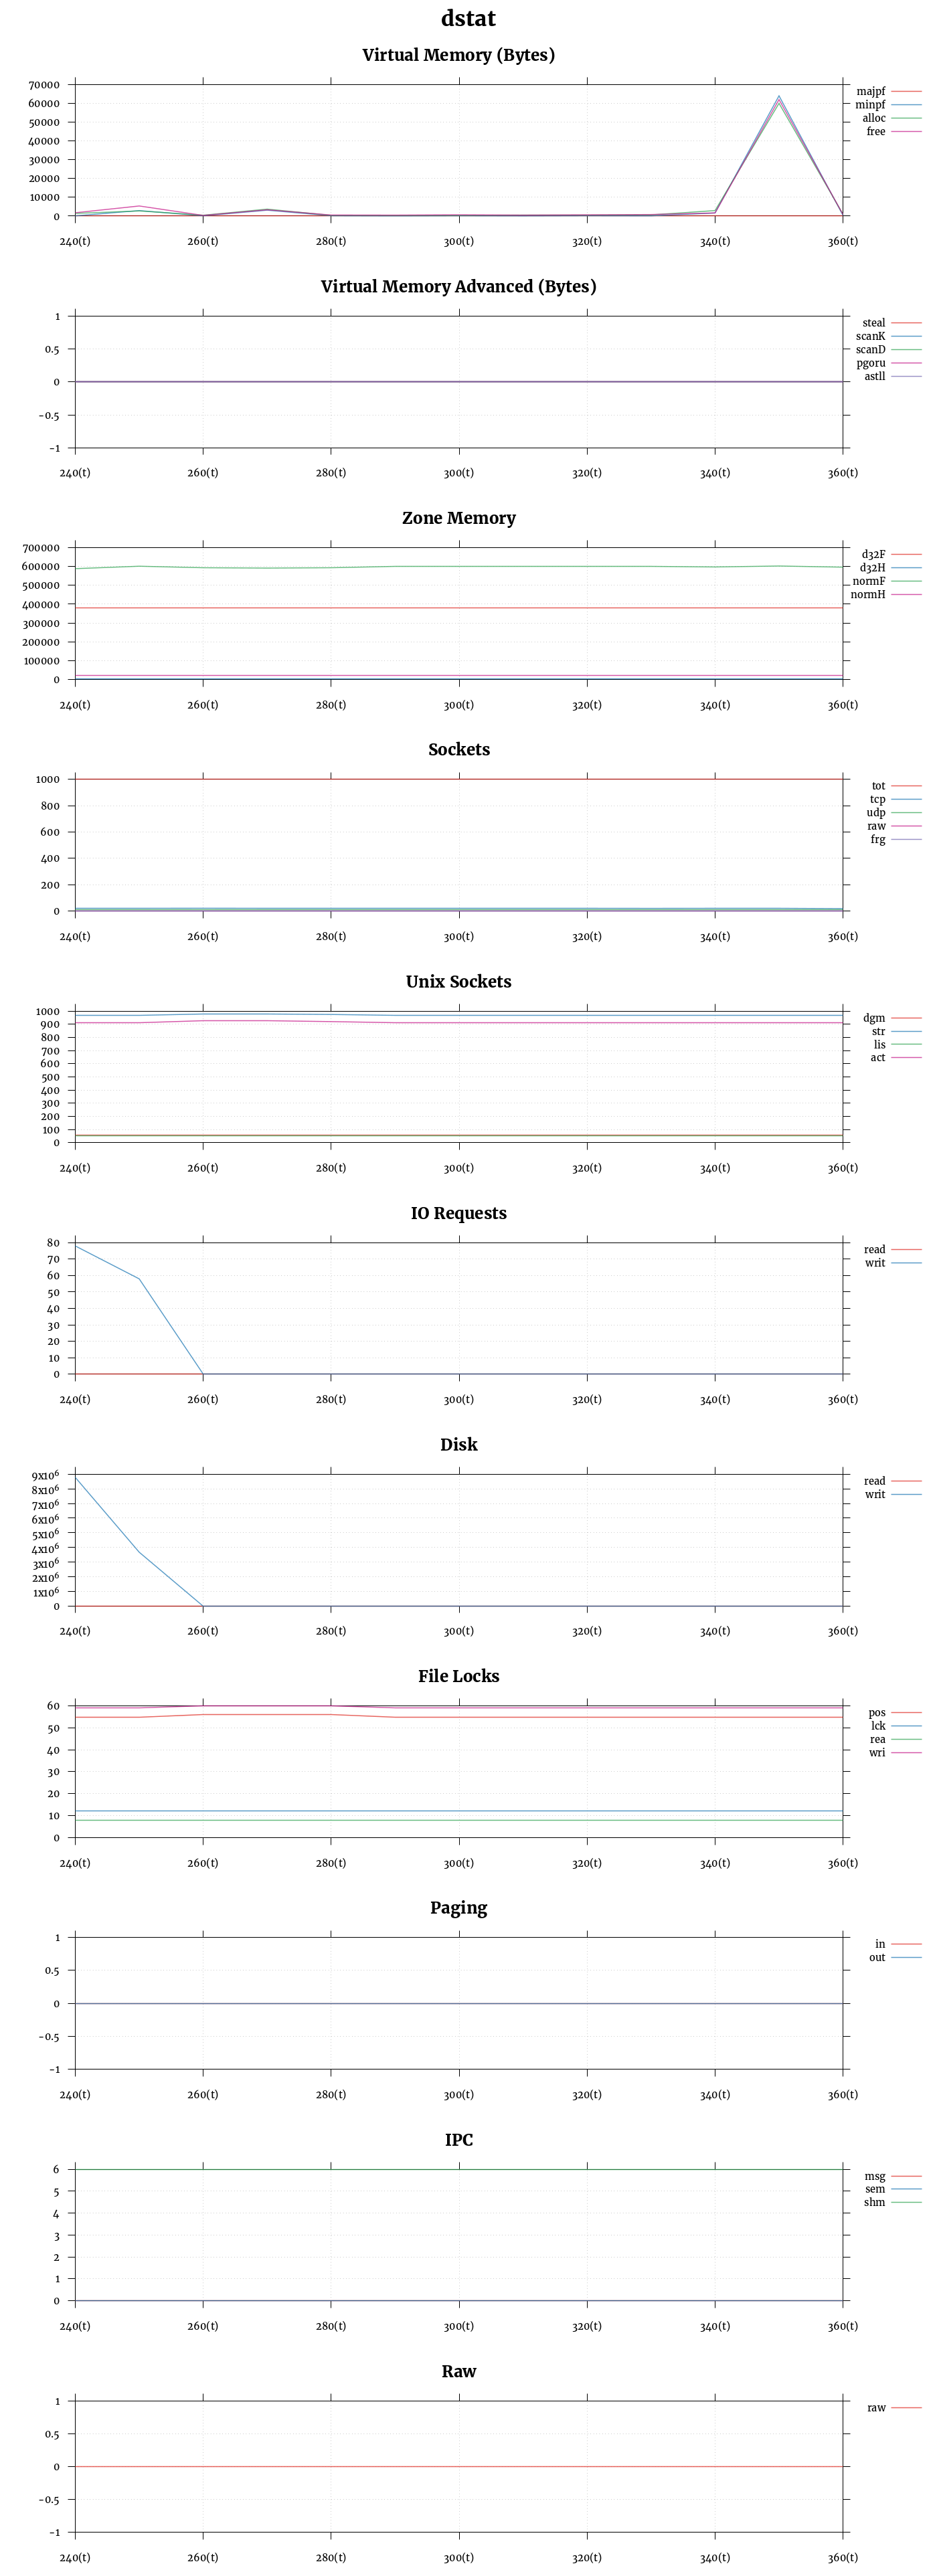 dstat
Virtual Memory (Bytes)
70000
60000
50000
40000
30000
20000
10000
0
240(t) 260(t) 280(t) 300(t) 320(t) 340(t) 360(t)
majpf
minpf
alloc
free
Virtual Memory Advanced (Bytes)
1
0.5
0
-0.5
-1
240(t) 260(t) 280(t) 300(t) 320(t) 340(t) 360(t)
steal
scanK
scanD
pgoru
astll
Zone Memory
700000
600000
500000
400000
300000
200000
100000
0
240(t) 260(t) 280(t) 300(t) 320(t) 340(t) 360(t)
d32F
d32H
normF
normH
Sockets
1000
800
600
400
200
0
240(t) 260(t) 280(t) 300(t) 320(t) 340(t) 360(t)
tot
tcp
udp
raw
frg
Unix Sockets
1000
900
800
700
600
500
400
300
200
100
0
240(t) 260(t) 280(t) 300(t) 320(t) 340(t) 360(t)
dgm
str
lis
act
IO Requests
80
70
60
50
40
30
20
10
0
240(t) 260(t) 280(t) 300(t) 320(t) 340(t) 360(t)
read
writ
Disk
9x10⁶
8x10⁶
7x10⁶
6x10⁶
5x10⁶
4x10⁶
3x10⁶
2x10⁶
1x10⁶
0
240(t) 260(t) 280(t) 300(t) 320(t) 340(t) 360(t)
read
writ
File Locks
60
50
40
30
20
10
0
240(t) 260(t) 280(t) 300(t) 320(t) 340(t) 360(t)
pos
lck
rea
wri
Paging
1
0.5
0
-0.5
-1
240(t) 260(t) 280(t) 300(t) 320(t) 340(t) 360(t)
in
out
IPC
6
5
4
3
2
1
0
240(t) 260(t) 280(t) 300(t) 320(t) 340(t) 360(t)
msg
sem
shm
Raw
1
0.5
0
-0.5
-1
240(t) 260(t) 280(t) 300(t) 320(t) 340(t) 360(t)
raw